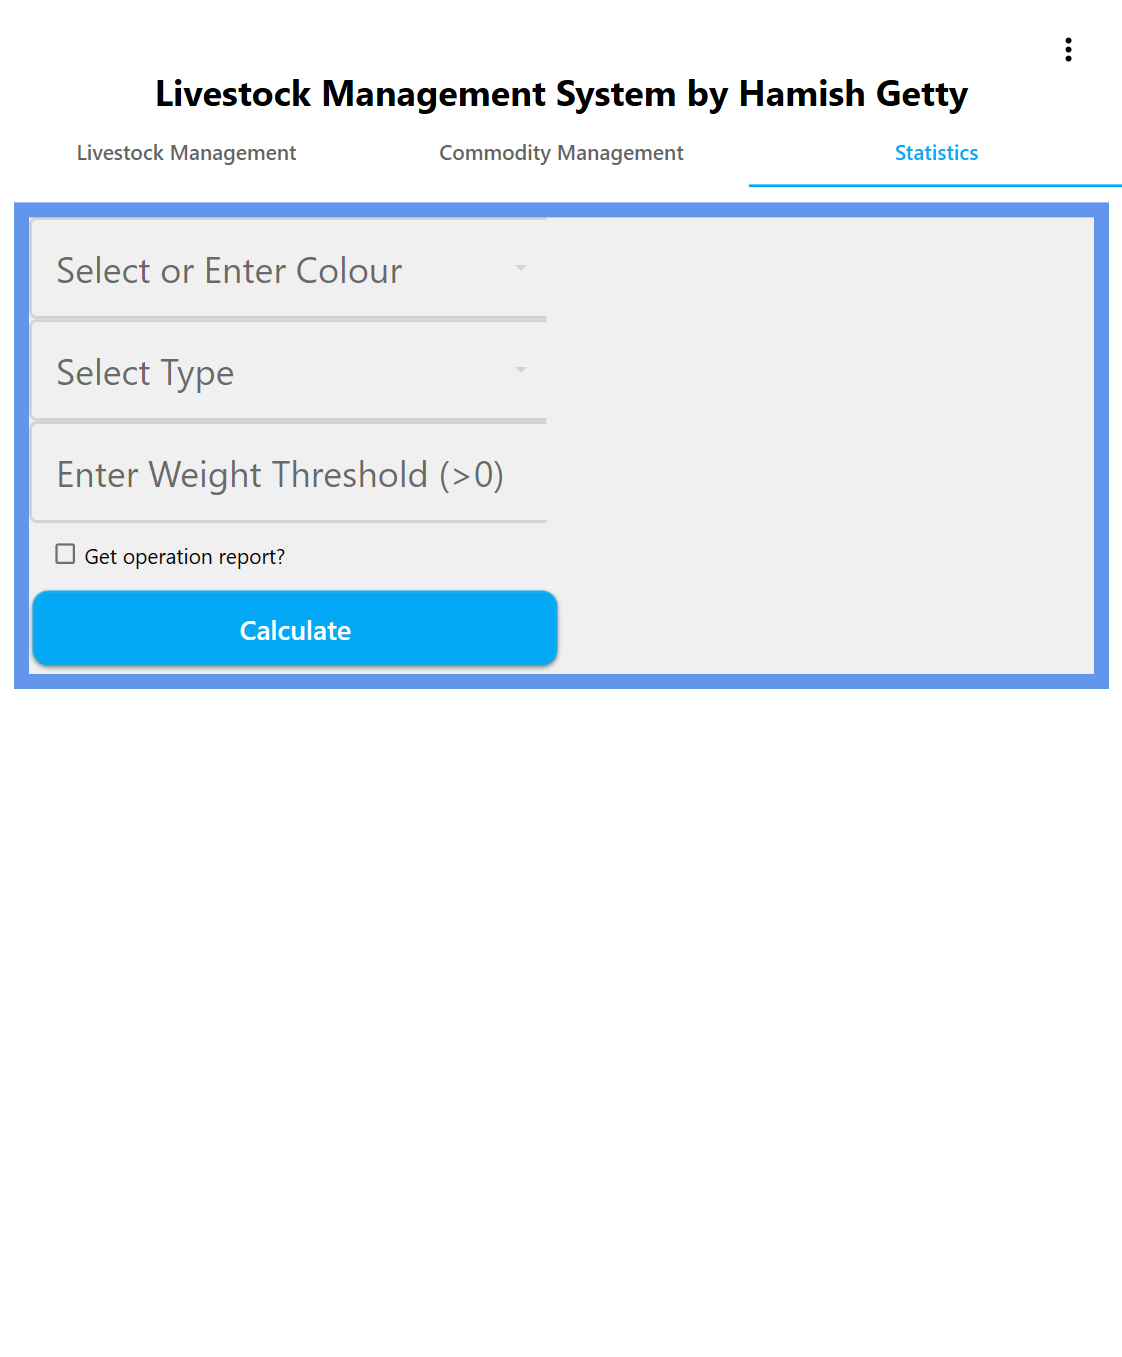 Livestock Management System by Hamish Getty
Livestock Management
Commodity Management
Statistics
Select or Enter Colour
Select Type
Enter Weight Threshold (>0)
Get operation report?
Calculate